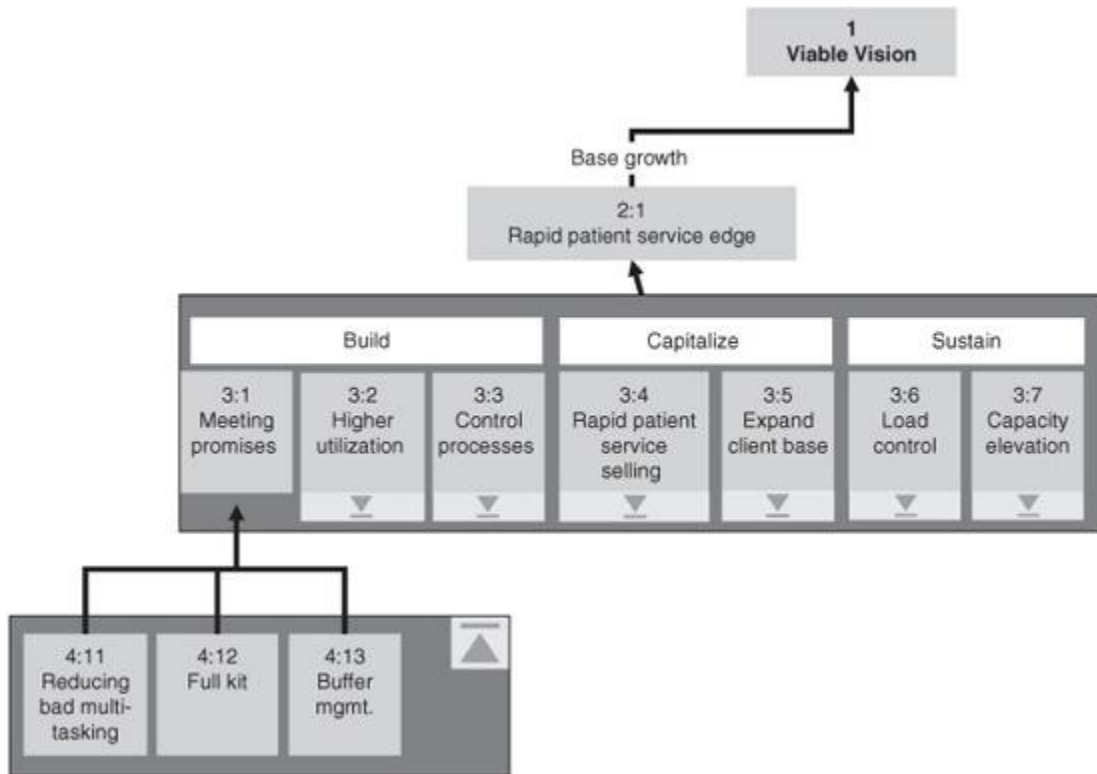 1
Viable Vision
Base growth
2:1
Rapid patient service edge
Build
Capitalize
Sustain
3:1
Meeting
promises
3:2
Higher
utilization
3:3
Control
processes
3:4
Rapid patient
service
selling
3:5
Expand
client base
3:6
Load
control
3:7
Capacity
elevation
4:11
Reducing
bad multi-
tasking
4:12
Full kit
4:13
Buffer
mgmt.